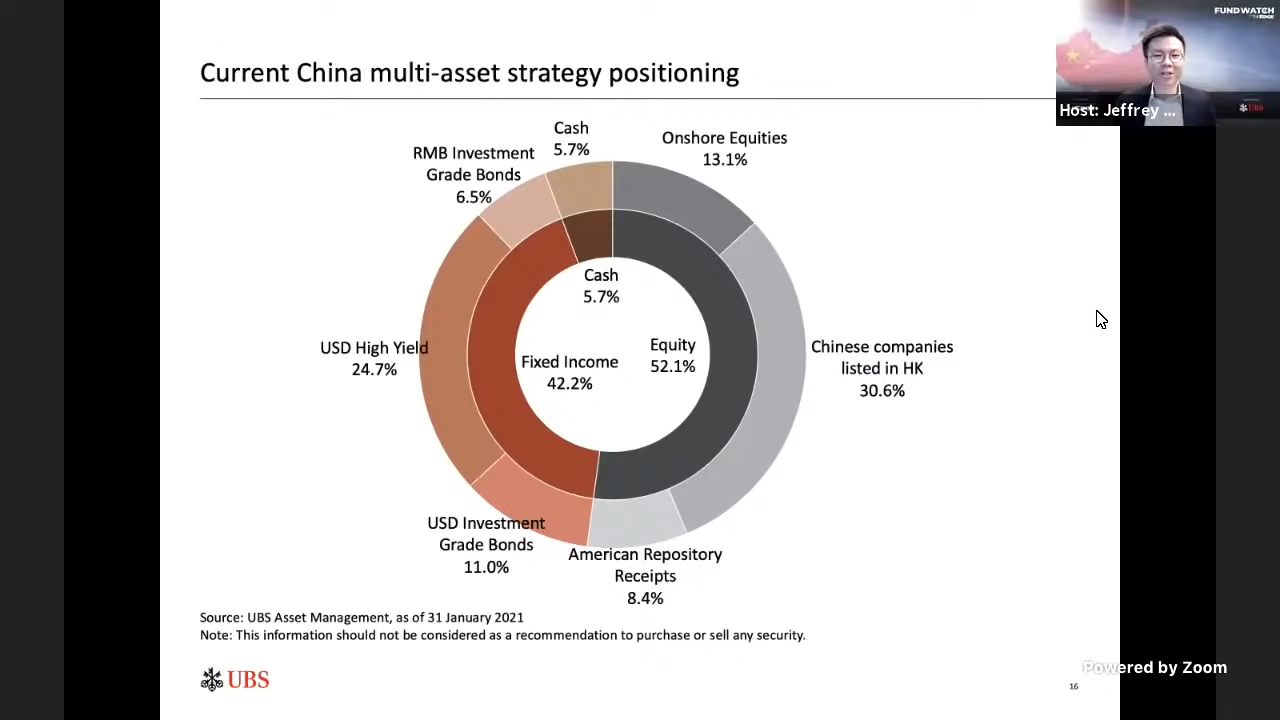 Current China multi-asset strategy positioning
FUNDWATCH
UBS
Host: Jeffrey ...
Cash
5.7%
Onshore Equities
13.1%
RMB Investment
Grade Bonds
6.5%
Cash
5.7%
USD High Yield
24.7%
Fixed Income
42.2%
Equity
52.1%
Chinese companies
listed in HK
30.6%
USD Investment
Grade Bonds
11.0%
American Repository
Receipts
8.4%
Source: UBS Asset Management, as of 31 January 2021
Note: This information should not be considered as a recommendation to purchase or sell any security.
UBS
Powered by Zoom
16